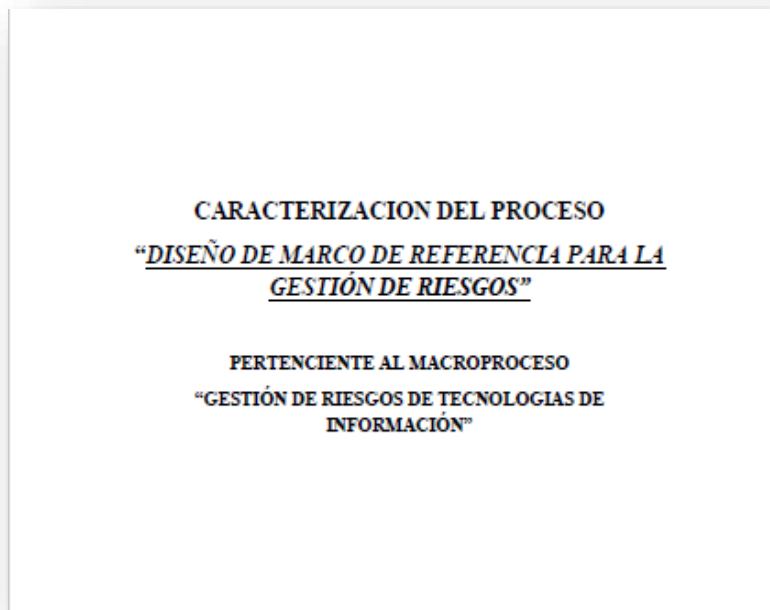 CARACTERIZACION DEL PROCESO
“DISEÑO DE MARCO DE REFERENCIA PARA LA
GESTIÓN DE RIESGOS”
PERTENCIENTE AL MACROPROCESO
“GESTIÓN DE RIESGOS DE TECNOLOGIAS DE
INFORMACIÓN”